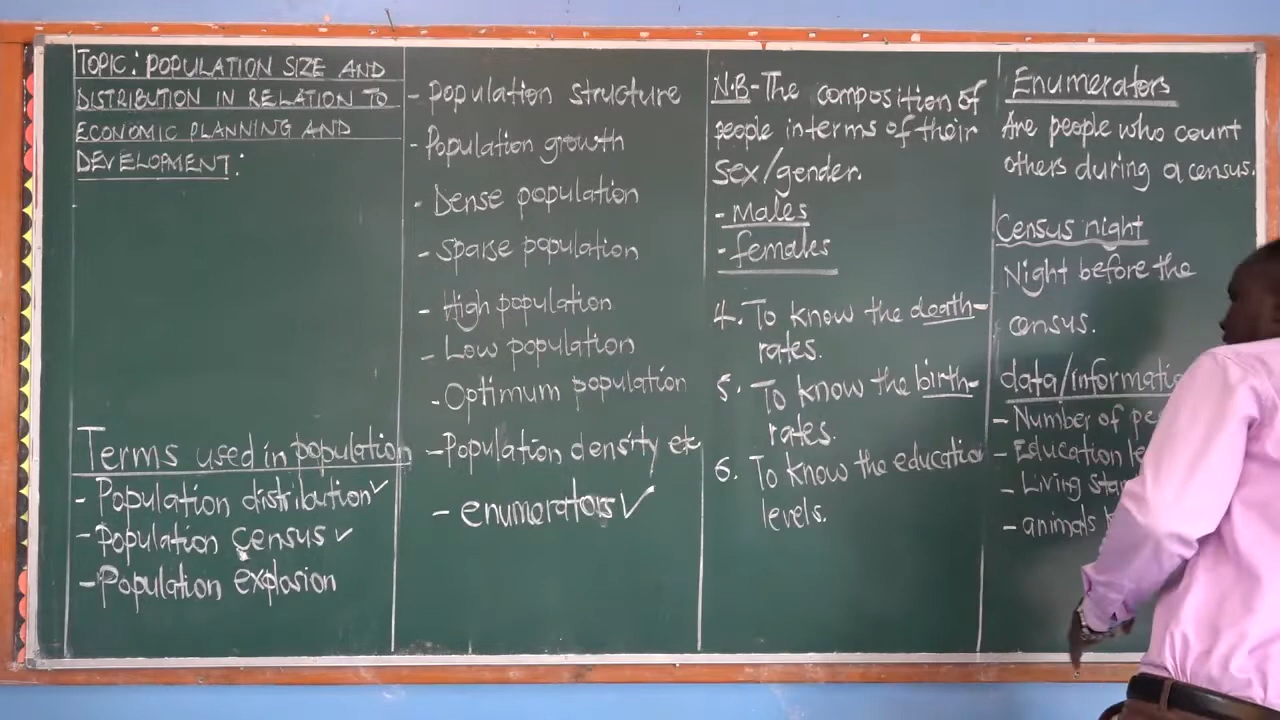 TOPIC: POPULATION SIZE AND
DISTRIBUTION IN RELATION TO
ECONOMIC PLANNING AND
DEVELOPMENT:
Terms used in population
- Population distribution ✓
- Population census ✓
- Population explosion
- Population structure
- Population growth
- Dense population
- Sparse population
- High population
- Low population
- Optimum population
- Population density etc
- enumerators ✓
N.B - The composition of
people interms of their
sex/gender.
- Males
- females
4. To know the death-
rates.
5. To know the birth-
rates.
6. To know the education
levels.
Enumerators
Are people who count
others during a census.
Census night
Night before the
census.
data/informatio
- Number of pe
- Education le
- Living stan
- animals